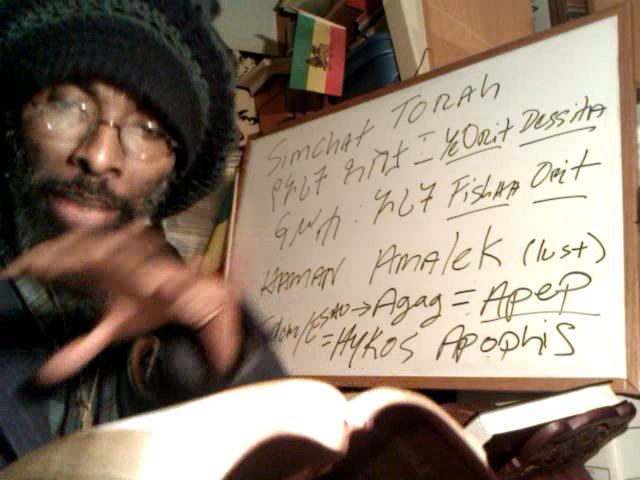 SIMCHAT TORAH
= YeOrit Dessita
Fishaa Orit
HAMAN AmAlek (lust)
Edom/ESAU → Agag = Apep
= HyKos Apophis